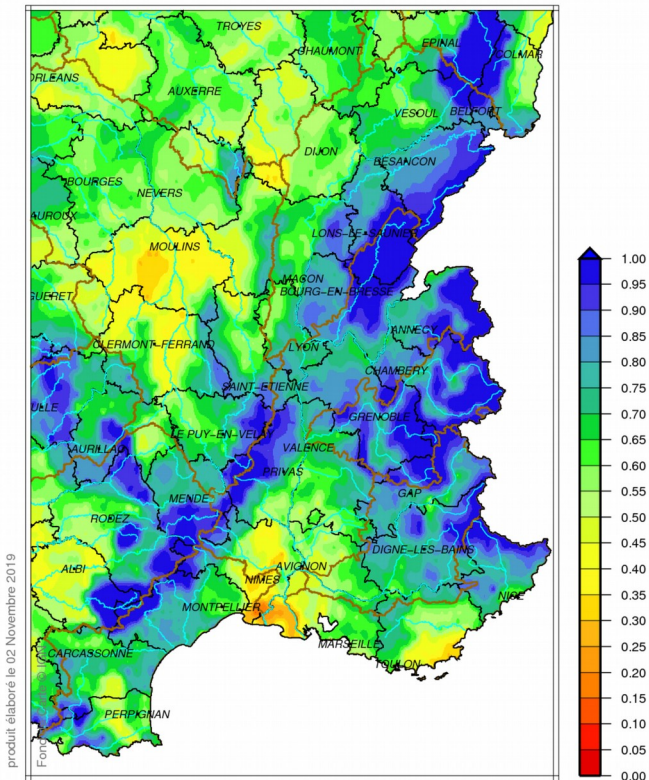 TROYES
CHAUMONT
EPINAL
COLMAR
ORLEANS
AUXERRE
VESOUL
BELFORT
DIJON
BESANCON
BOURGES
NEVERS
AUROUX
LONS-LE-SAUNIER
MOULINS
MACON
BOURG-EN-BRESSE
GUERET
ANNECY
CLERMONT-FERRAND
LYON
CHAMBERY
SAINT-ETIENNE
ULLE
GRENOBLE
LE PUY-EN-VELAY
AURILLAC
VALENCE
PRIVAS
GAP
MENDE
RODEZ
DIGNE-LES-BAINS
ALBI
AVIGNON
NIMES
NICE
MONTPELLIER
MARSEILLE
CARCASSONNE
TOULON
PERPIGNAN
produit élaboré le 02 Novembre 2019
1.00
0.95
0.90
0.85
0.80
0.75
0.70
0.65
0.60
0.55
0.50
0.45
0.40
0.35
0.30
0.25
0.20
0.15
0.10
0.05
0.00